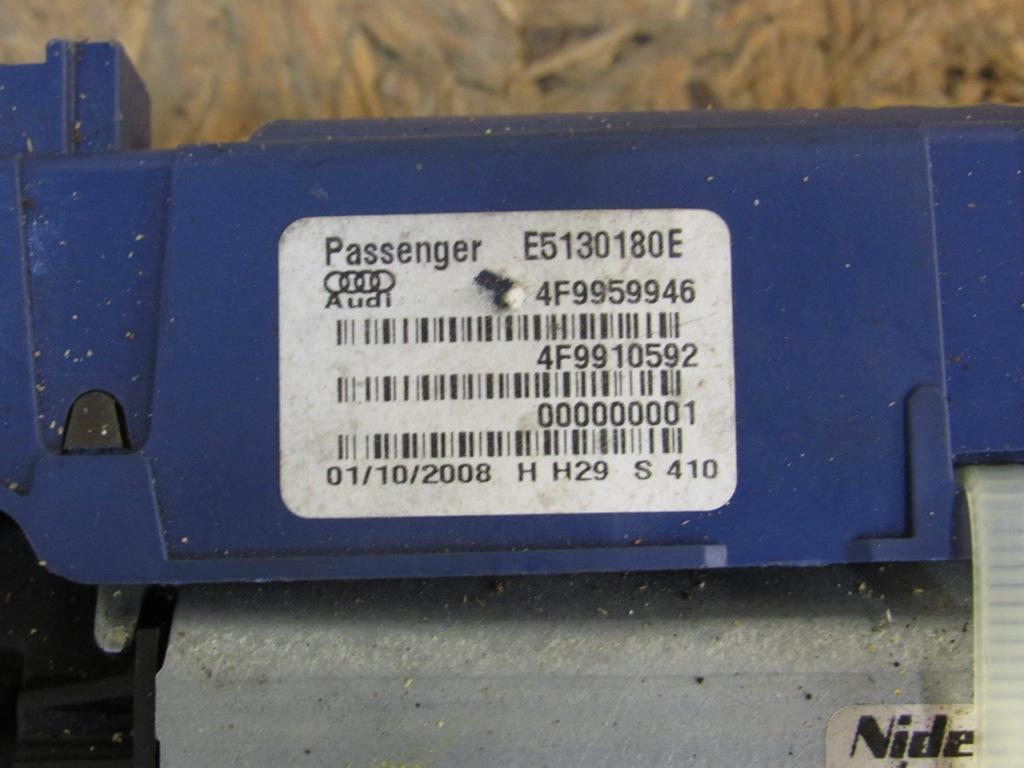 Passenger E5130180E
Audi 4F9959946
4F9910592
000000001
01/10/2008 H H29 S 410
Nide